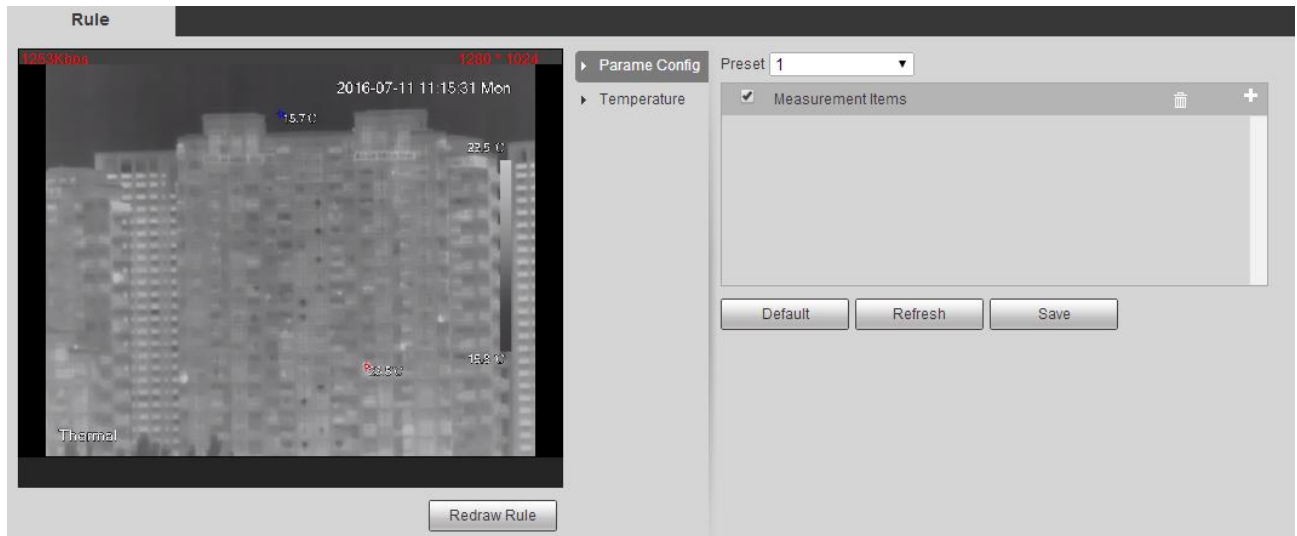 Rule
1253Kbps
1280 * 1024
2016-07-11 11:15:31 Mon
15.7℃
22.5 ℃
Thermal
Redraw Rule
Parame Config
Temperature
Preset 1
Measurement Items
Default
Refresh
Save